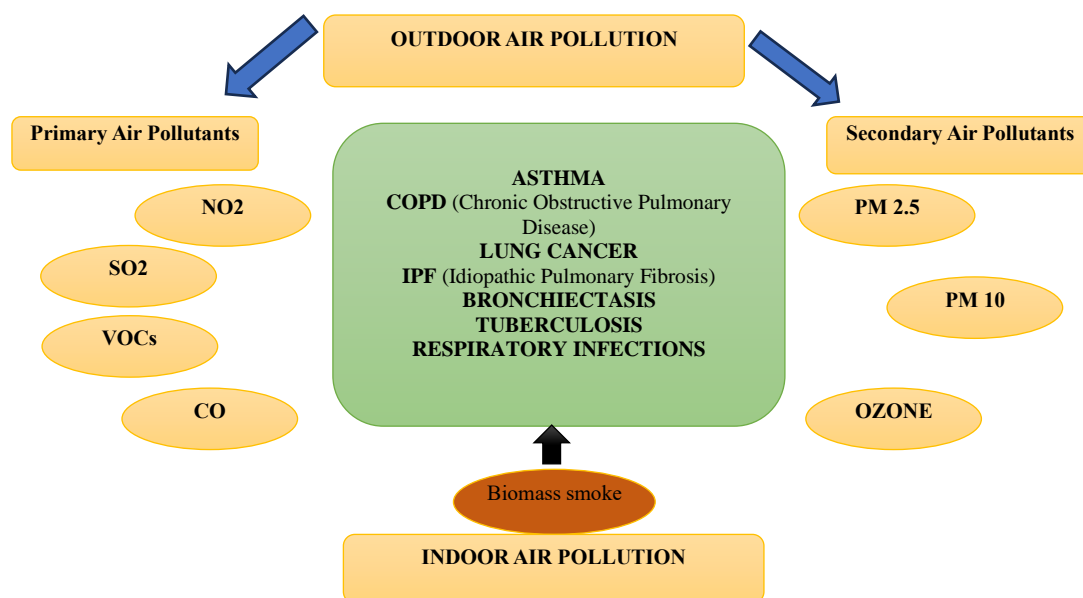 OUTDOOR AIR POLLUTION
Primary Air Pollutants
Secondary Air Pollutants
NO2
SO2
VOCs
CO
ASTHMA
COPD (Chronic Obstructive Pulmonary
Disease)
LUNG CANCER
IPF (Idiopathic Pulmonary Fibrosis)
BRONCHIECTASIS
TUBERCULOSIS
RESPIRATORY INFECTIONS
PM 2.5
PM 10
OZONE
Biomass smoke
INDOOR AIR POLLUTION